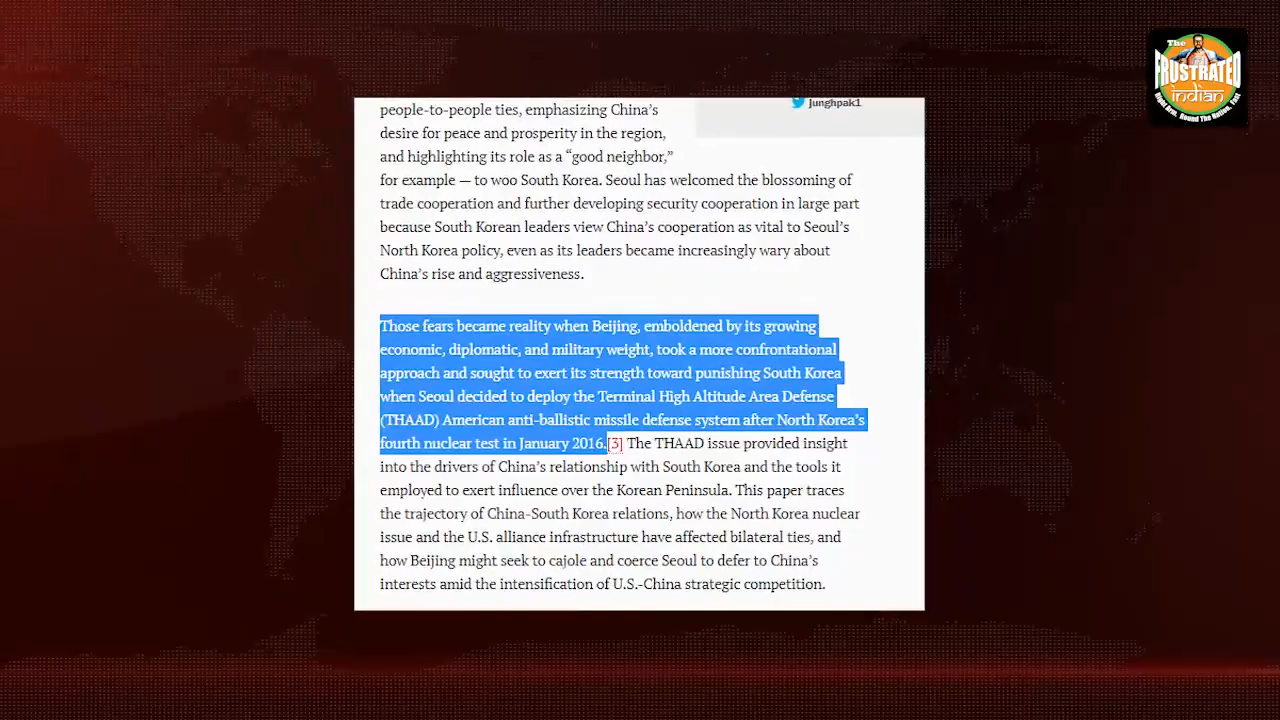 The
FRUSTRATED
indian
Right Arm, Round The Nation, Fast
Junghpak1
people-to-people ties, emphasizing China’s
desire for peace and prosperity in the region,
and highlighting its role as a “good neighbor,”
for example — to woo South Korea. Seoul has welcomed the blossoming of
trade cooperation and further developing security cooperation in large part
because South Korean leaders view China’s cooperation as vital to Seoul’s
North Korea policy, even as its leaders became increasingly wary about
China’s rise and aggressiveness.
Those fears became reality when Beijing, emboldened by its growing
economic, diplomatic, and military weight, took a more confrontational
approach and sought to exert its strength toward punishing South Korea
when Seoul decided to deploy the Terminal High Altitude Area Defense
(THAAD) American anti-ballistic missile defense system after North Korea’s
fourth nuclear test in January 2016.[3] The THAAD issue provided insight
into the drivers of China’s relationship with South Korea and the tools it
employed to exert influence over the Korean Peninsula. This paper traces
the trajectory of China-South Korea relations, how the North Korea nuclear
issue and the U.S. alliance infrastructure have affected bilateral ties, and
how Beijing might seek to cajole and coerce Seoul to defer to China’s
interests amid the intensification of U.S.-China strategic competition.